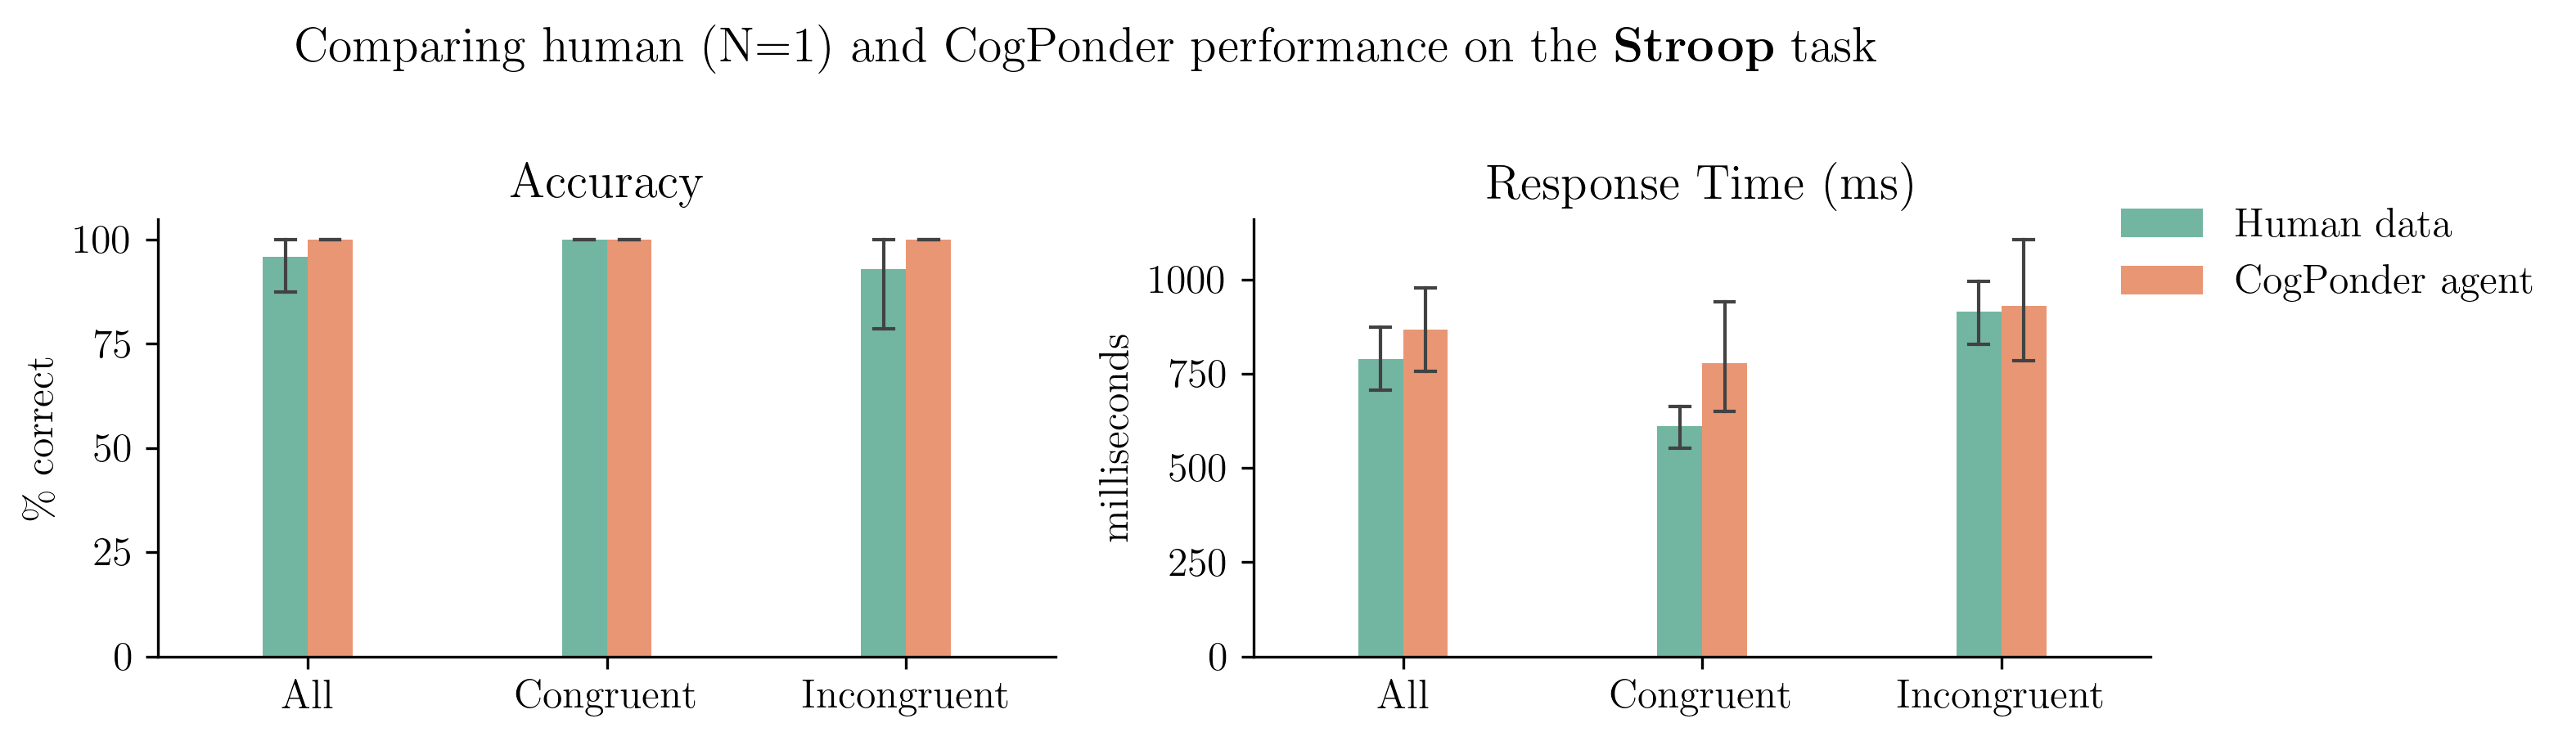 Comparing human (N=1) and CogPonder performance on the Stroop task
Accuracy
% correct
100
75
50
25
0
All
Congruent
Incongruent
Response Time (ms)
milliseconds
1000
750
500
250
0
All
Congruent
Incongruent
Human data
CogPonder agent